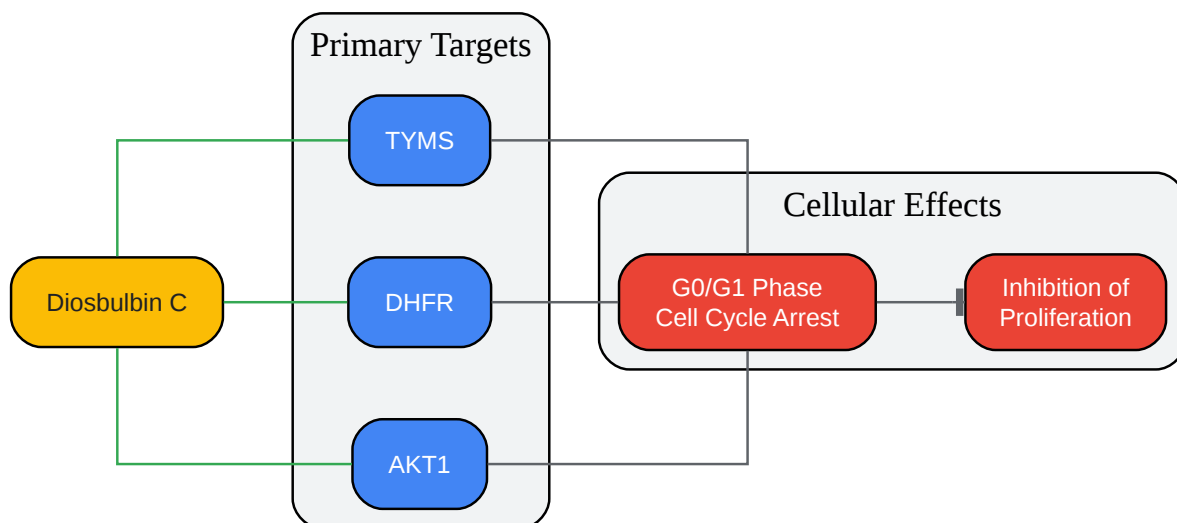 Primary Targets
TYMS
Cellular Effects
Diosbulbin C
DHFR
G0/G1 Phase
Cell Cycle Arrest
Inhibition of
Proliferation
AKT1